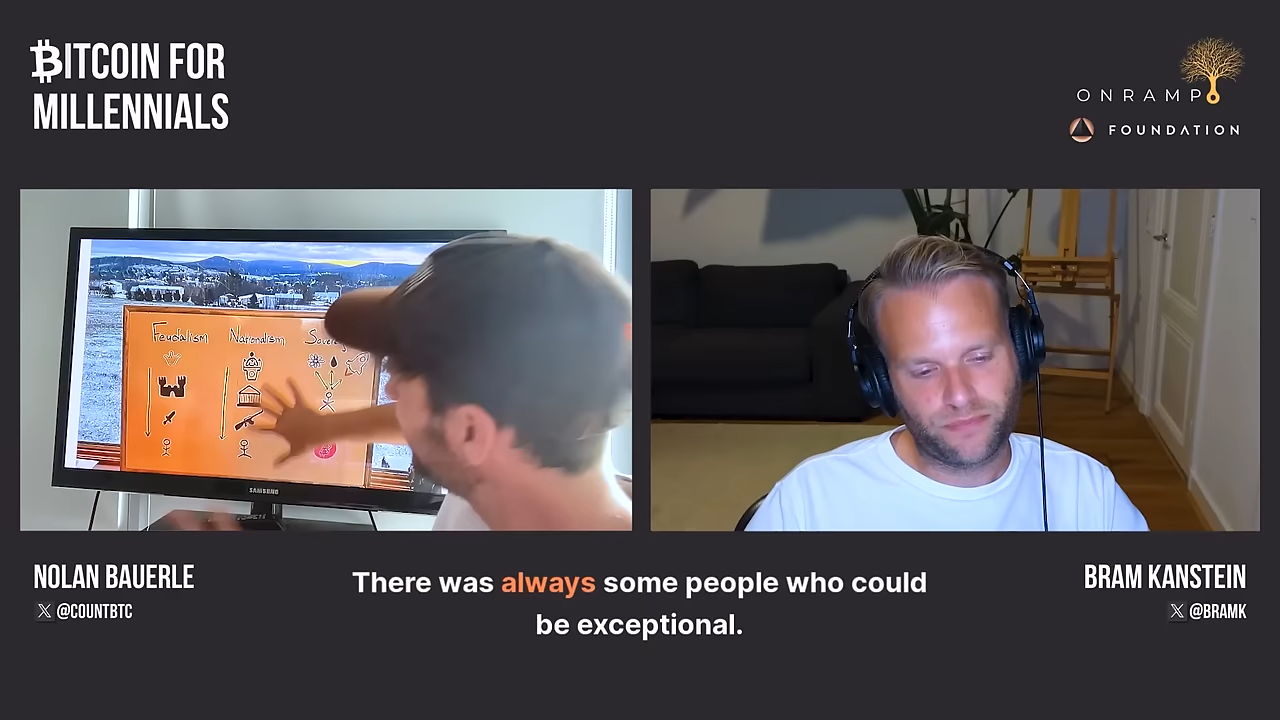 ₿ITCOIN FOR
MILLENNIALS
ONRAMP
FOUNDATION
Feudalism Nationalism
SAMSUNG
NOLAN BAUERLE
𝕏 @COUNTBTC
There was always some people who could
be exceptional.
BRAM KANSTEIN
𝕏 @BRAMK